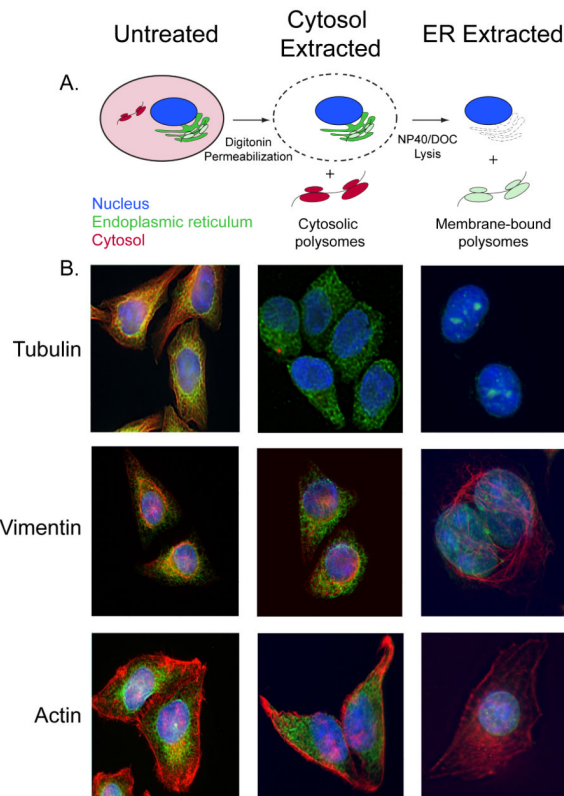 Untreated
Cytosol
Extracted
ER Extracted
A.
Digitonin
Permeabilization
NP40/DOC
Lysis
+
+
Nucleus
Endoplasmic reticulum
Cytosol
Cytosolic
polysomes
Membrane-bound
polysomes
B.
Tubulin
Vimentin
Actin